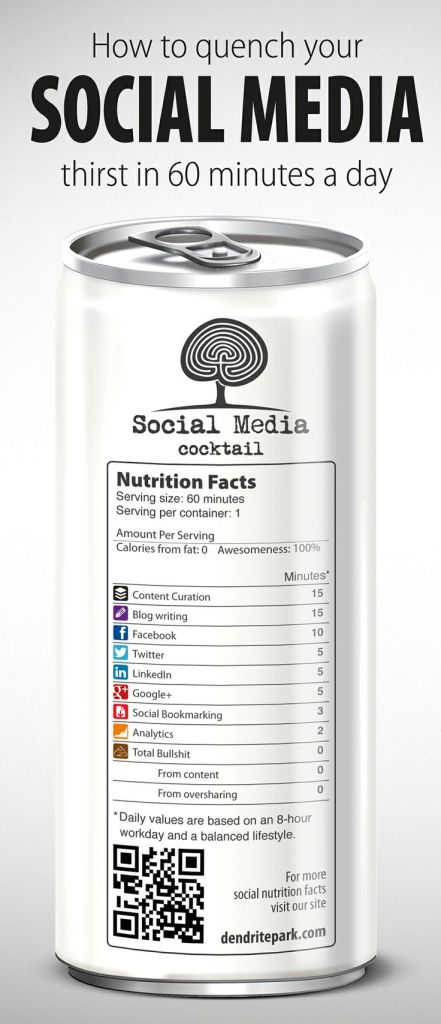 How to quench your
SOCIAL MEDIA
thirst in 60 minutes a day
Social Media
cocktail
Nutrition Facts
Serving size: 60 minutes
Serving per container: 1
Amount Per Serving
Calories from fat: 0 Awesomeness: 100%
Minutes*
Content Curation 15
Blog writing 15
f Facebook 10
Twitter 5
in LinkedIn 5
g+ Google+ 5
Social Bookmarking 3
Analytics 2
Total Bullshit 0
From content 0
From oversharing 0
*Daily values are based on an 8-hour
workday and a balanced lifestyle.
For more
social nutrition facts
visit our site
dendritepark.com